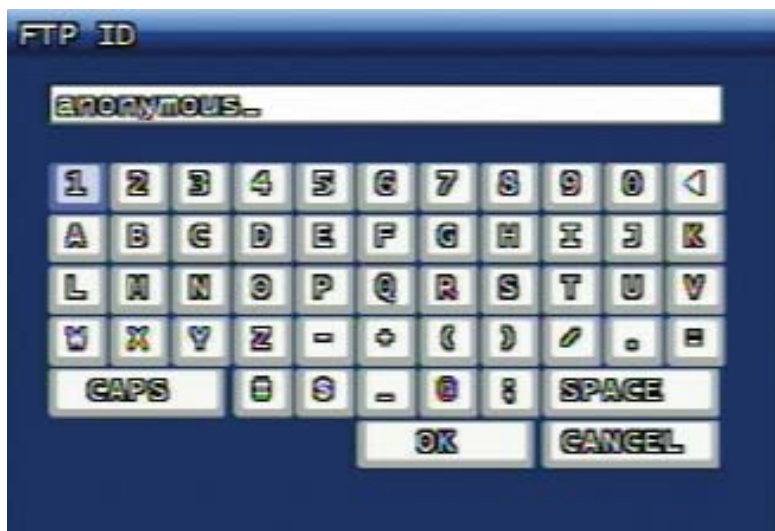 FTP ID
anonymous_
1 2 3 4 5 6 7 8 9 0
A B C D E F G H I J K
L M N O P Q R S T U V
W X Y Z - + ( ) / . =
CAPS _ @ SPACE
OK CANCEL